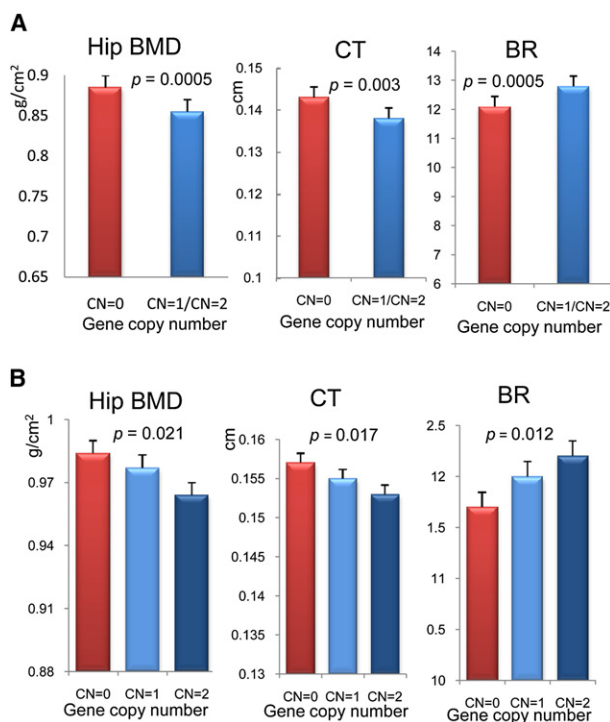 A
Hip BMD
CT
BR
g/cm²
0.9
0.85
0.8
0.75
0.7
0.65
p = 0.0005
CN=0
CN=1/CN=2
Gene copy number
cm
0.15
0.14
0.13
0.12
0.11
0.1
p = 0.003
CN=0
CN=1/CN=2
Gene copy number
14
13
12
11
10
9
8
7
6
p = 0.0005
CN=0
CN=1/CN=2
Gene copy number
B
Hip BMD
CT
BR
g/cm²
1
0.97
0.94
0.91
0.88
p = 0.021
CN=0
CN=1
CN=2
Gene copy number
cm
0.16
0.155
0.15
0.145
0.14
0.135
0.13
p = 0.017
CN=0
CN=1
CN=2
Gene copy number
2.5
12
1.5
11
0.5
10
p = 0.012
CN=0
CN=1
CN=2
Gene copy number